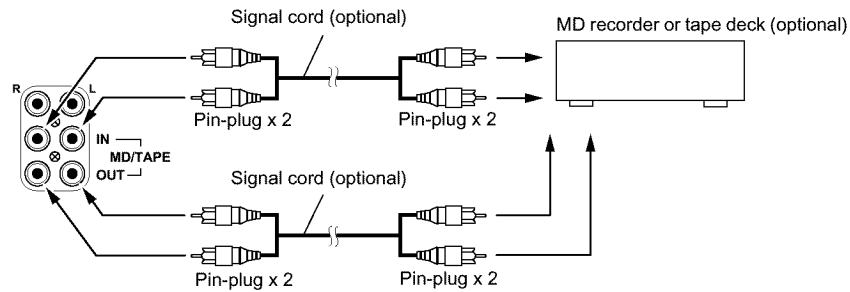 Signal cord (optional)
MD recorder or tape deck (optional)
R
L
Pin-plug x 2
Pin-plug x 2
IN
MD/TAPE
OUT
Signal cord (optional)
Pin-plug x 2
Pin-plug x 2